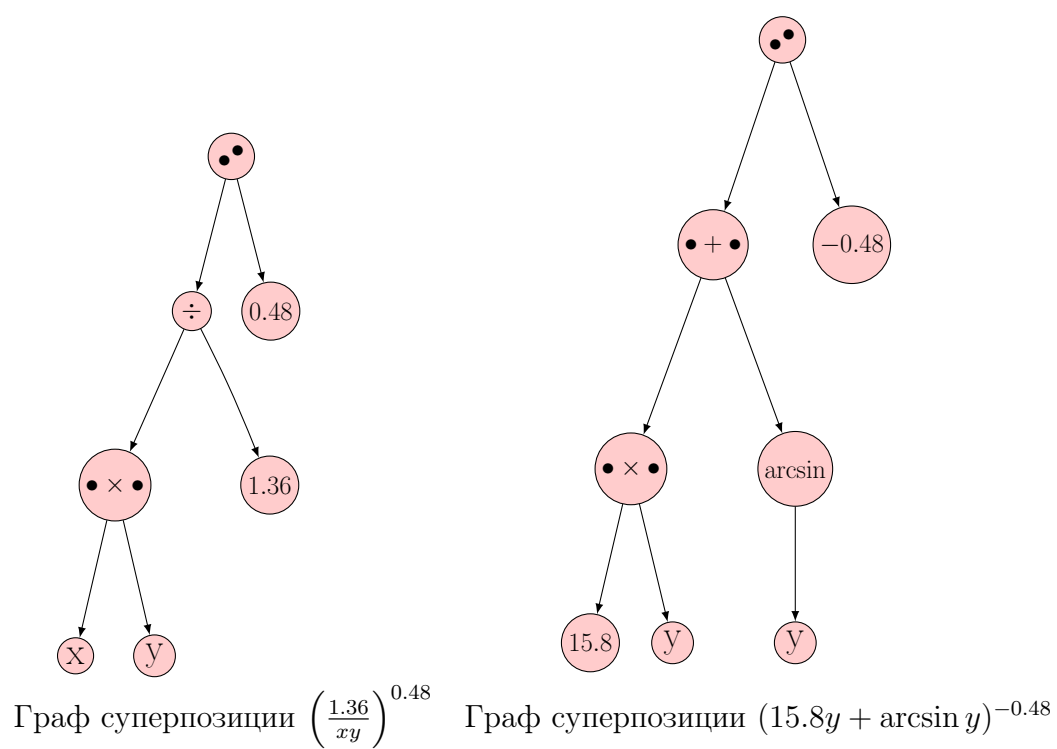 ••
••
• + •
−0.48
÷
0.48
• × •
1.36
• × •
arcsin
x
y
15.8
y
y
Граф суперпозиции (1.36/xy)^0.48
Граф суперпозиции (15.8y + arcsin y)^−0.48